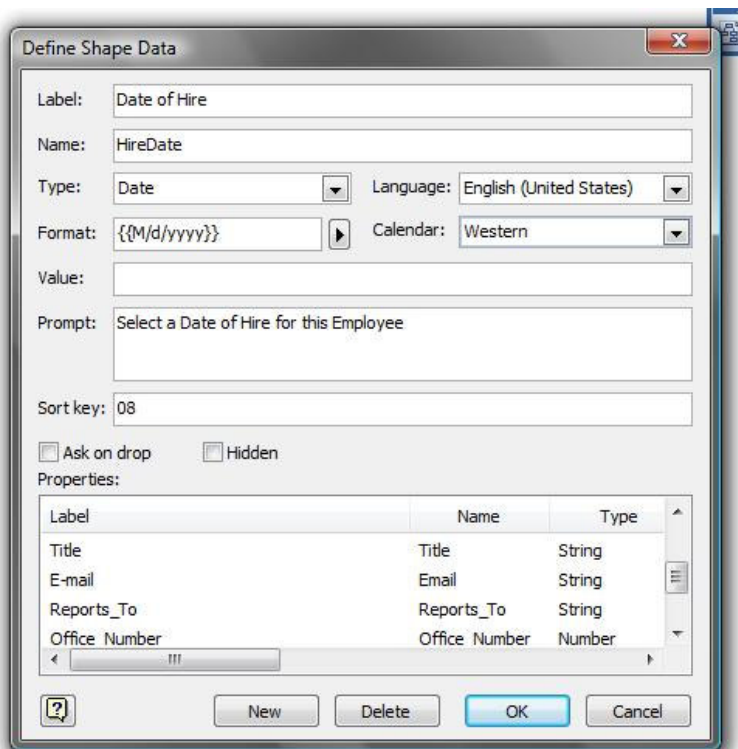 Define Shape Data
Label: Date of Hire
Name: HireDate
Type: Date Language: English (United States)
Format: {{M/d/yyyy}} Calendar: Western
Value:
Prompt: Select a Date of Hire for this Employee
Sort key: 08
Ask on drop Hidden
Properties:
Label Name Type
Title Title String
E-mail Email String
Reports_To Reports_To String
Office_Number Office_Number Number
New Delete OK Cancel